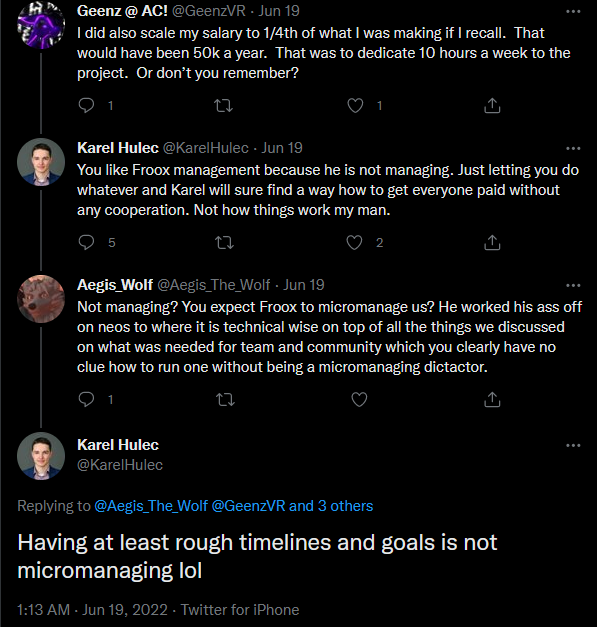 Geenz @ AC! @GeenzVR · Jun 19
I did also scale my salary to 1/4th of what I was making if I recall. That
would have been 50k a year. That was to dedicate 10 hours a week to the
project. Or don't you remember?
1 1
Karel Hulec @KarelHulec · Jun 19
You like Froox management because he is not managing. Just letting you do
whatever and Karel will sure find a way how to get everyone paid without
any cooperation. Not how things work my man.
5 2
Aegis_Wolf @Aegis_The_Wolf · Jun 19
Not managing? You expect Froox to micromanage us? He worked his ass off
on neos to where it is technical wise on top of all the things we discussed
on what was needed for team and community which you clearly have no
clue how to run one without being a micromanaging dictactor.
1
Karel Hulec
@KarelHulec
Replying to @Aegis_The_Wolf @GeenzVR and 3 others
Having at least rough timelines and goals is not
micromanaging lol
1:13 AM · Jun 19, 2022 · Twitter for iPhone